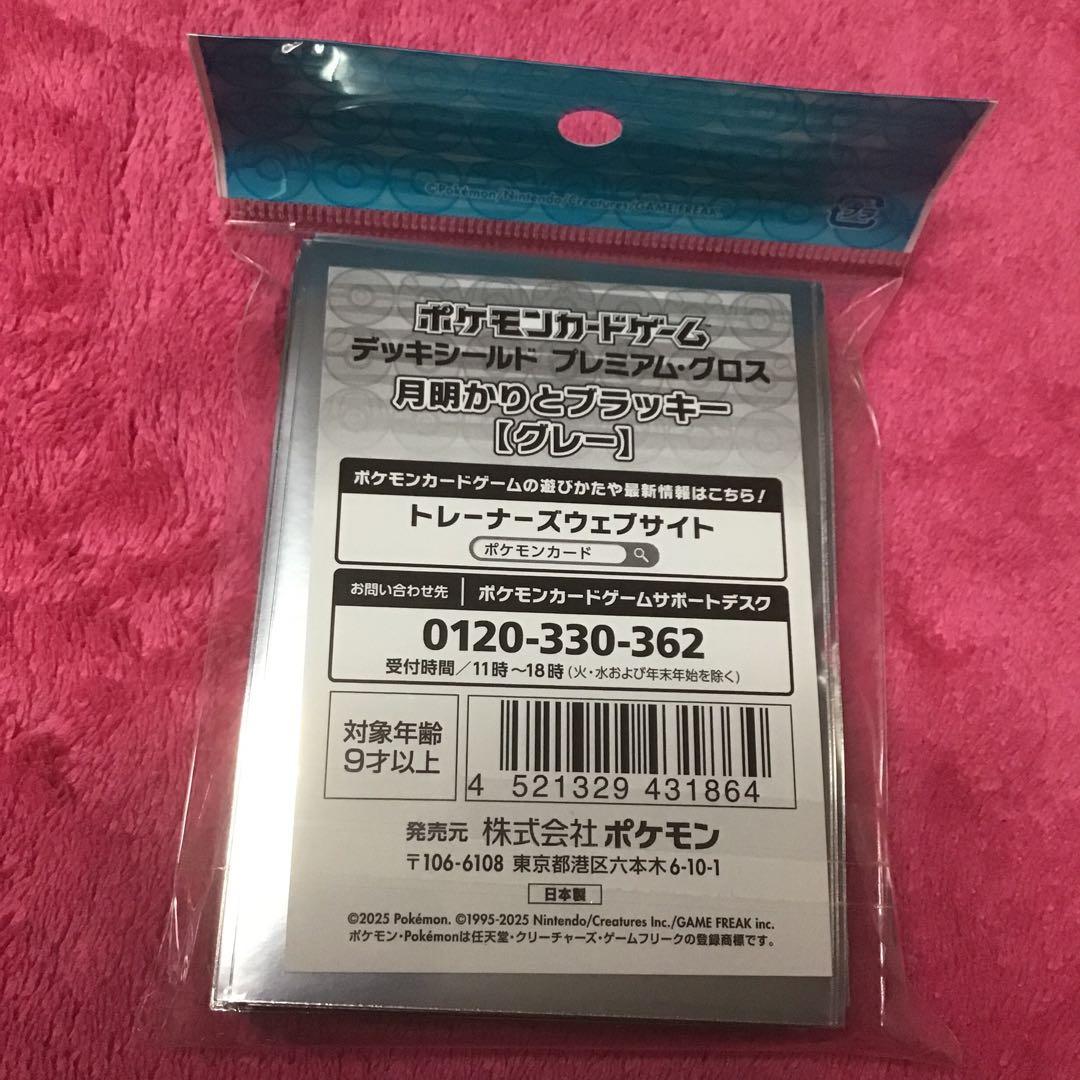 ©Pokémon/Nintendo/Creatures/GAME FREAK
プラ
ポケモンカードゲーム
デッキシールド プレミアム・グロス
月明かりとブラッキー
【グレー】
ポケモンカードゲームの遊びかたや最新情報はこちら!
トレーナーズウェブサイト
ポケモンカード
お問い合わせ先 ポケモンカードゲームサポートデスク
0120-330-362
受付時間/11時~18時(火・水および年末年始を除く)
対象年齢
9才以上
4 521329 431864
発売元 株式会社 ポケモン
〒106-6108 東京都港区六本木6-10-1
日本製
©2025 Pokémon. ©1995-2025 Nintendo/Creatures Inc./GAME FREAK inc.
ポケモン・Pokémonは任天堂・クリーチャーズ・ゲームフリークの登録商標です。